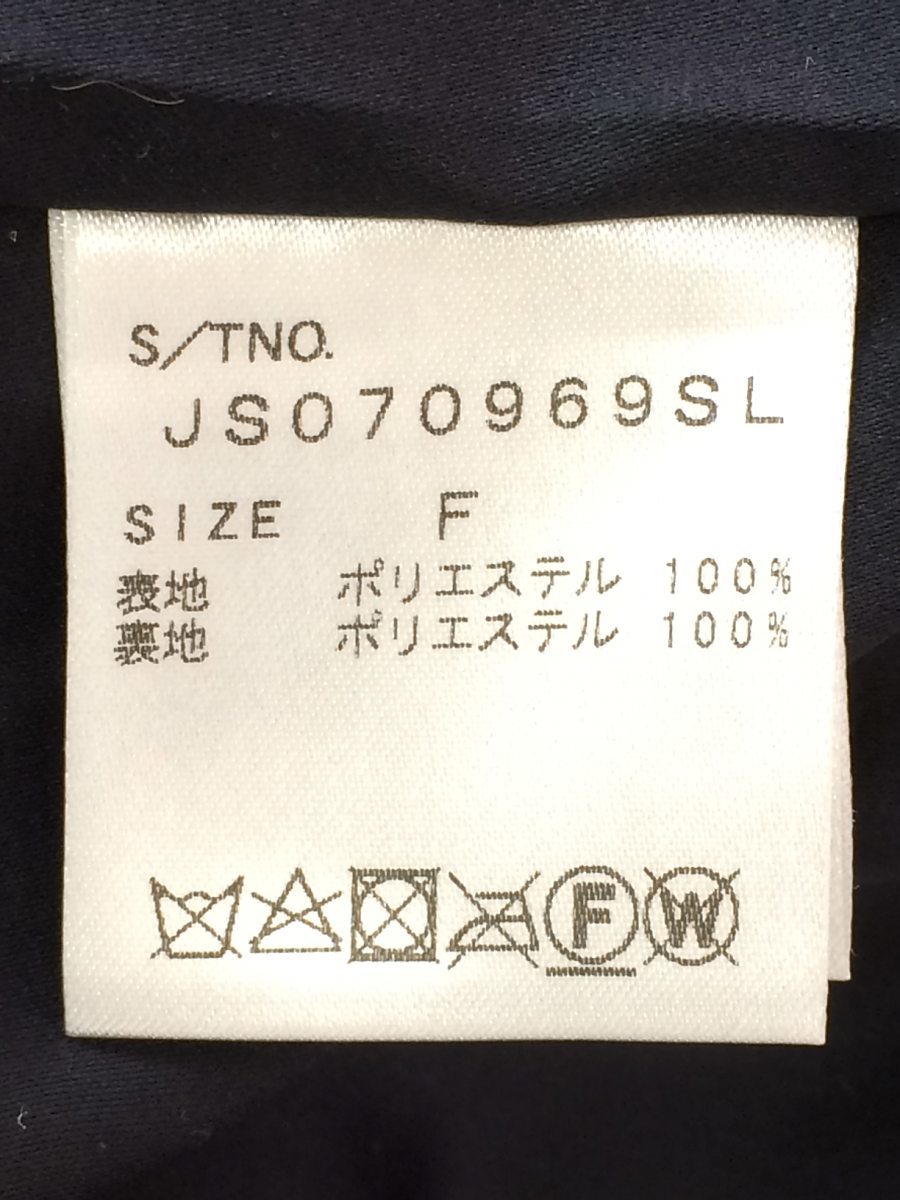 S/TNO.
JS070969SL
SIZE F
表地 ポリエステル 100%
裏地 ポリエステル 100%
F W